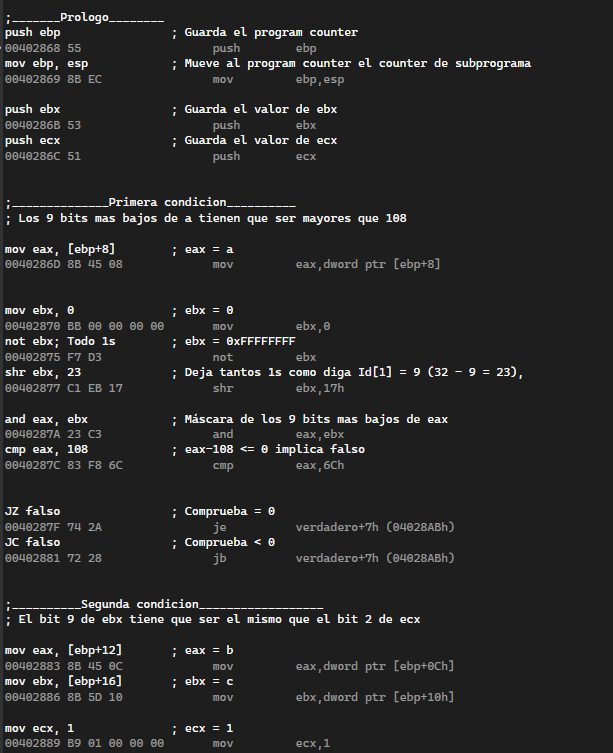 ;_______Prologo________
push ebp                ; Guarda el program counter
00402868 55                   push        ebp
mov ebp, esp            ; Mueve al program counter el counter de subprograma
00402869 8B EC                mov         ebp,esp
push ebx                ; Guarda el valor de ebx
0040286B 53                   push        ebx
push ecx                ; Guarda el valor de ecx
0040286C 51                   push        ecx
;______________Primera condicion__________
; Los 9 bits mas bajos de a tienen que ser mayores que 108
mov eax, [ebp+8]        ; eax = a
0040286D 8B 45 08             mov         eax,dword ptr [ebp+8]
mov ebx, 0              ; ebx = 0
00402870 BB 00 00 00 00       mov         ebx,0
not ebx; Todo 1s        ; ebx = 0xFFFFFFFF
00402875 F7 D3                not         ebx
shr ebx, 23             ; Deja tantos 1s como diga Id[1] = 9 (32 - 9 = 23),
00402877 C1 EB 17             shr         ebx,17h
and eax, ebx            ; Máscara de los 9 bits mas bajos de eax
0040287A 23 C3                and         eax,ebx
cmp eax, 108            ; eax-108 <= 0 implica falso
0040287C 83 F8 6C             cmp         eax,6Ch
JZ falso                ; Comprueba = 0
0040287F 74 2A                je          verdadero+7h (04028ABh)
JC falso                ; Comprueba < 0
00402881 72 28                jb          verdadero+7h (04028ABh)
;__________Segunda condicion__________________
; El bit 9 de ebx tiene que ser el mismo que el bit 2 de ecx
mov eax, [ebp+12]       ; eax = b
00402883 8B 45 0C             mov         eax,dword ptr [ebp+0Ch]
mov ebx, [ebp+16]       ; ebx = c
00402886 8B 5D 10             mov         ebx,dword ptr [ebp+10h]
mov ecx, 1              ; ecx = 1
00402889 B9 01 00 00 00       mov         ecx,1